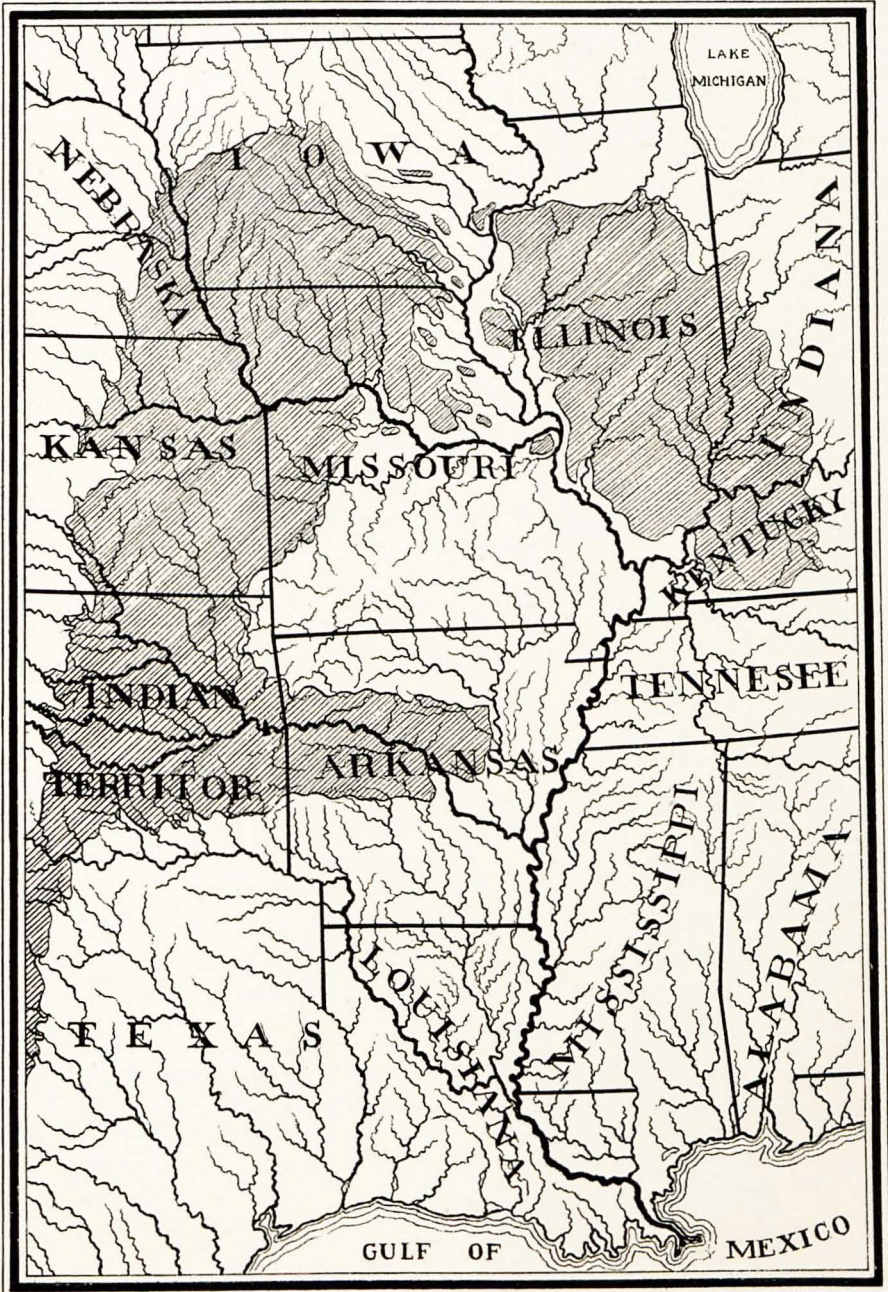 LAKE
MICHIGAN
IOWA
NEBRASKA
INDIANA
ILLINOIS
KANSAS
MISSOURI
KENTUCKY
INDIAN
TENNESEE
ARKANSAS
TERRITOR.
MISSISSIPPI
ALABAMA
LOUISIANA
TEXAS
GULF OF
MEXICO